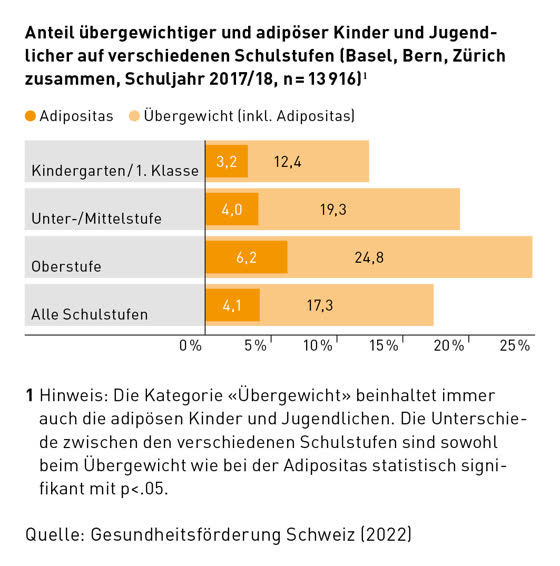 Anteil übergewichtiger und adipöser Kinder und Jugend-
licher auf verschiedenen Schulstufen (Basel, Bern, Zürich
zusammen, Schuljahr 2017/18, n = 13 916)¹
Adipositas Übergewicht (inkl. Adipositas)
Kindergarten / 1. Klasse 3,2 12,4
Unter-/Mittelstufe 4,0 19,3
Oberstufe 6,2 24,8
Alle Schulstufen 4,1 17,3
0 % 5 % 10 % 15 % 20 % 25 %
1 Hinweis: Die Kategorie «Übergewicht» beinhaltet immer
auch die adipösen Kinder und Jugendlichen. Die Unterschie-
de zwischen den verschiedenen Schulstufen sind sowohl
beim Übergewicht wie bei der Adipositas statistisch signi-
fikant mit p<.05.
Quelle: Gesundheitsförderung Schweiz (2022)